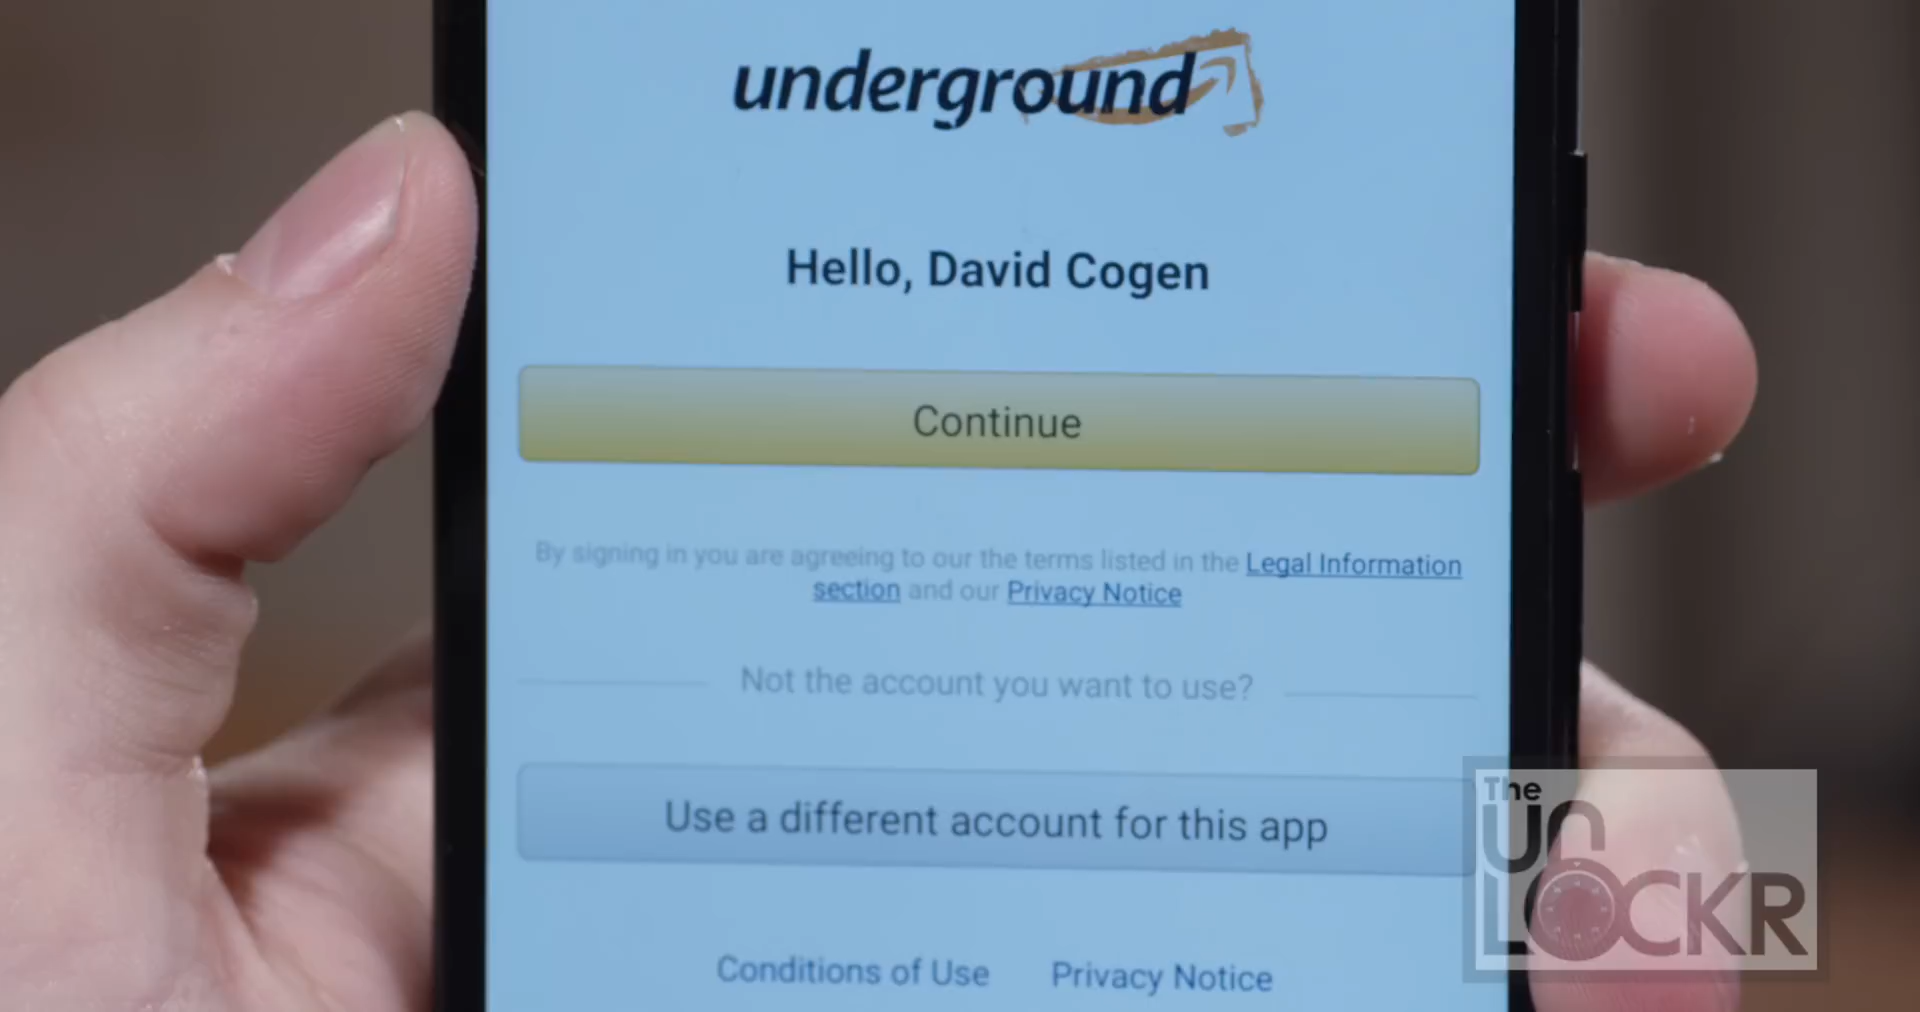 underground
Hello, David Cogen
Continue
By signing in you are agreeing to our the terms listed in the Legal Information
section and our Privacy Notice
Not the account you want to use?
Use a different account for this app
Conditions of Use Privacy Notice
The
UN
LOCKR